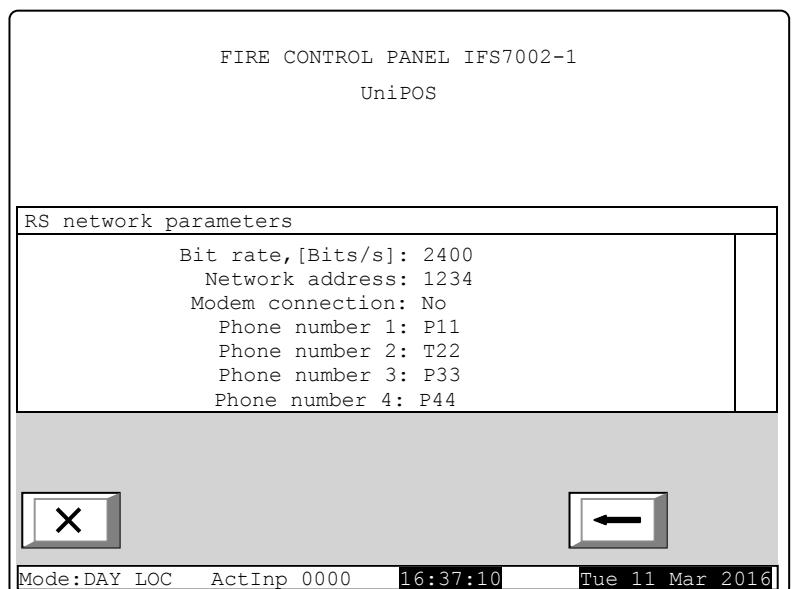 FIRE CONTROL PANEL IFS7002-1
UniPOS
RS network parameters
Bit rate,[Bits/s]: 2400
Network address: 1234
Modem connection: No
Phone number 1: P11
Phone number 2: T22
Phone number 3: P33
Phone number 4: P44
Mode:DAY LOC ActInp 0000 16:37:10 Tue 11 Mar 2016